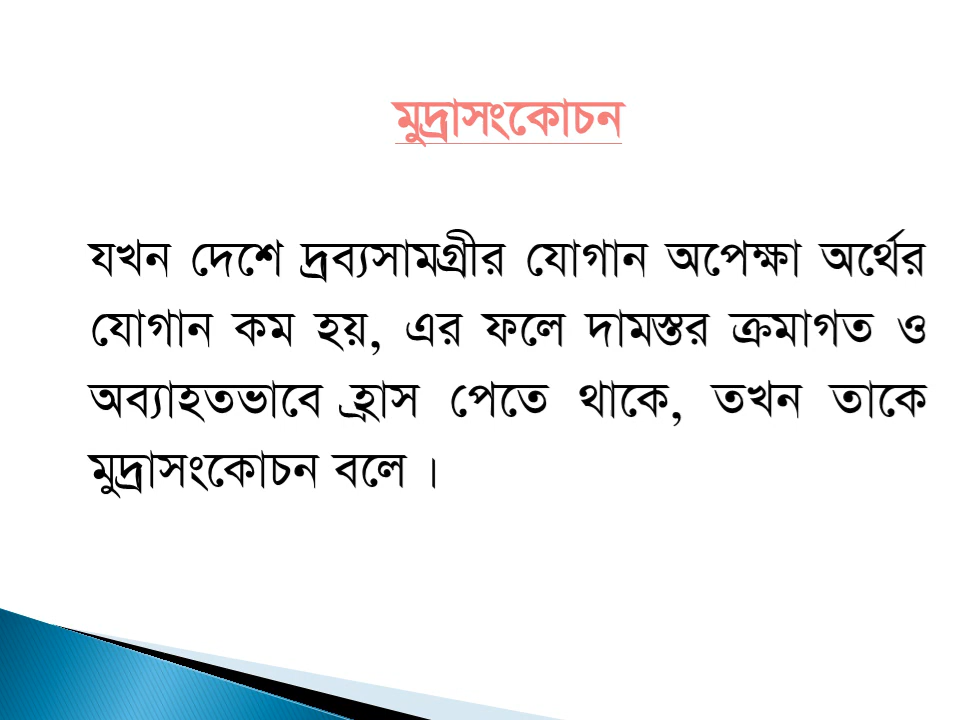 মুদ্রাসংকোচন
যখন দেশে দ্রব্যসামগ্রীর যোগান অপেক্ষা অর্থের
যোগান কম হয়, এর ফলে দামস্তর ক্রমাগত ও
অব্যাহতভাবে হ্রাস পেতে থাকে, তখন তাকে
মুদ্রাসংকোচন বলে ।